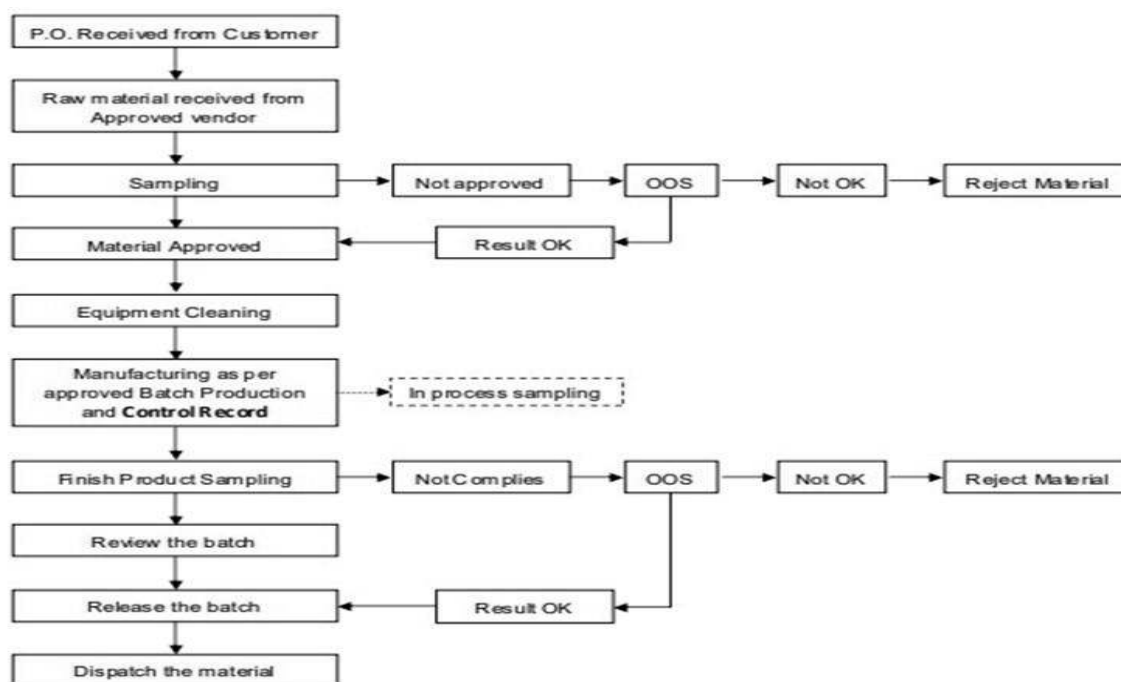 P.O. Received from Customer
Raw material received from
Approved vendor
Sampling
Not approved
OOS
Not OK
Reject Material
Material Approved
Result OK
Equipment Cleaning
Manufacturing as per
approved Batch Production
and Control Record
In process sampling
Finish Product Sampling
Not Complies
OOS
Not OK
Reject Material
Review the batch
Release the batch
Result OK
Dispatch the material